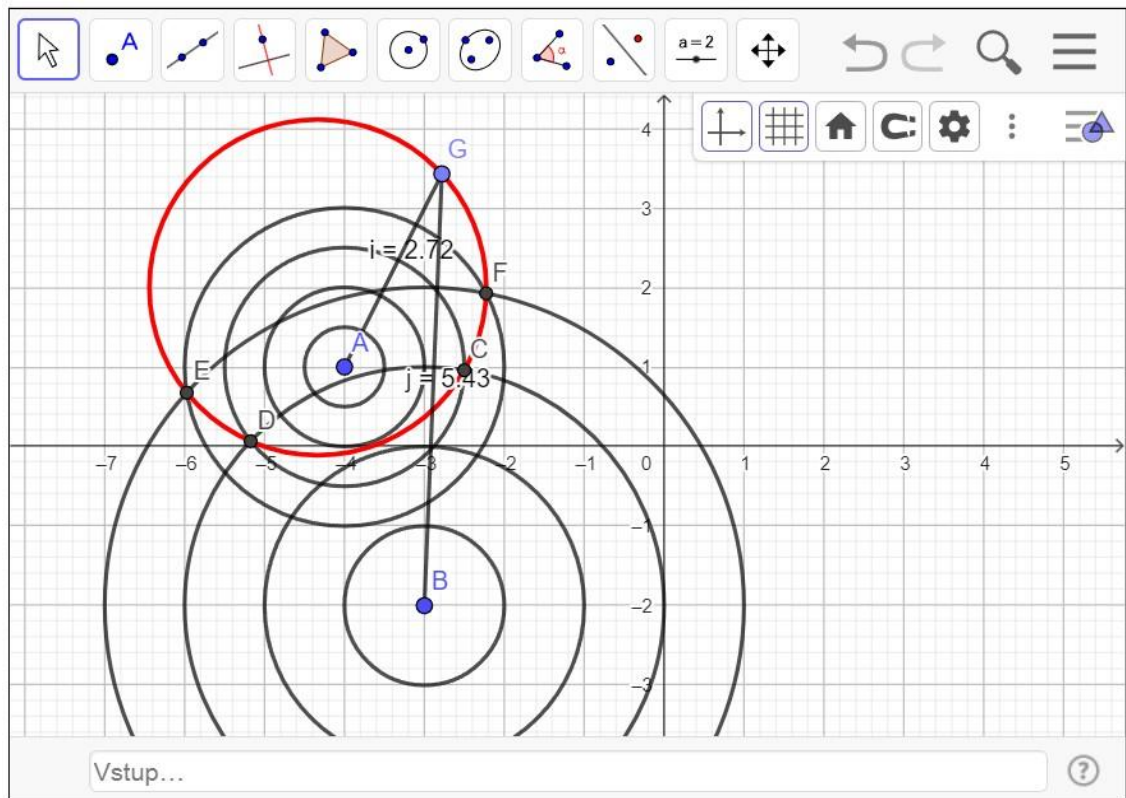 A
α
a = 2
4
G
3
i = 2.72
F
2
A
C
E
1
j = 5.43
D
–7 –6 –5 –4 –3 –2 –1 0 1 2 3 4 5
–1
B
–2
–3
Vstup…
?